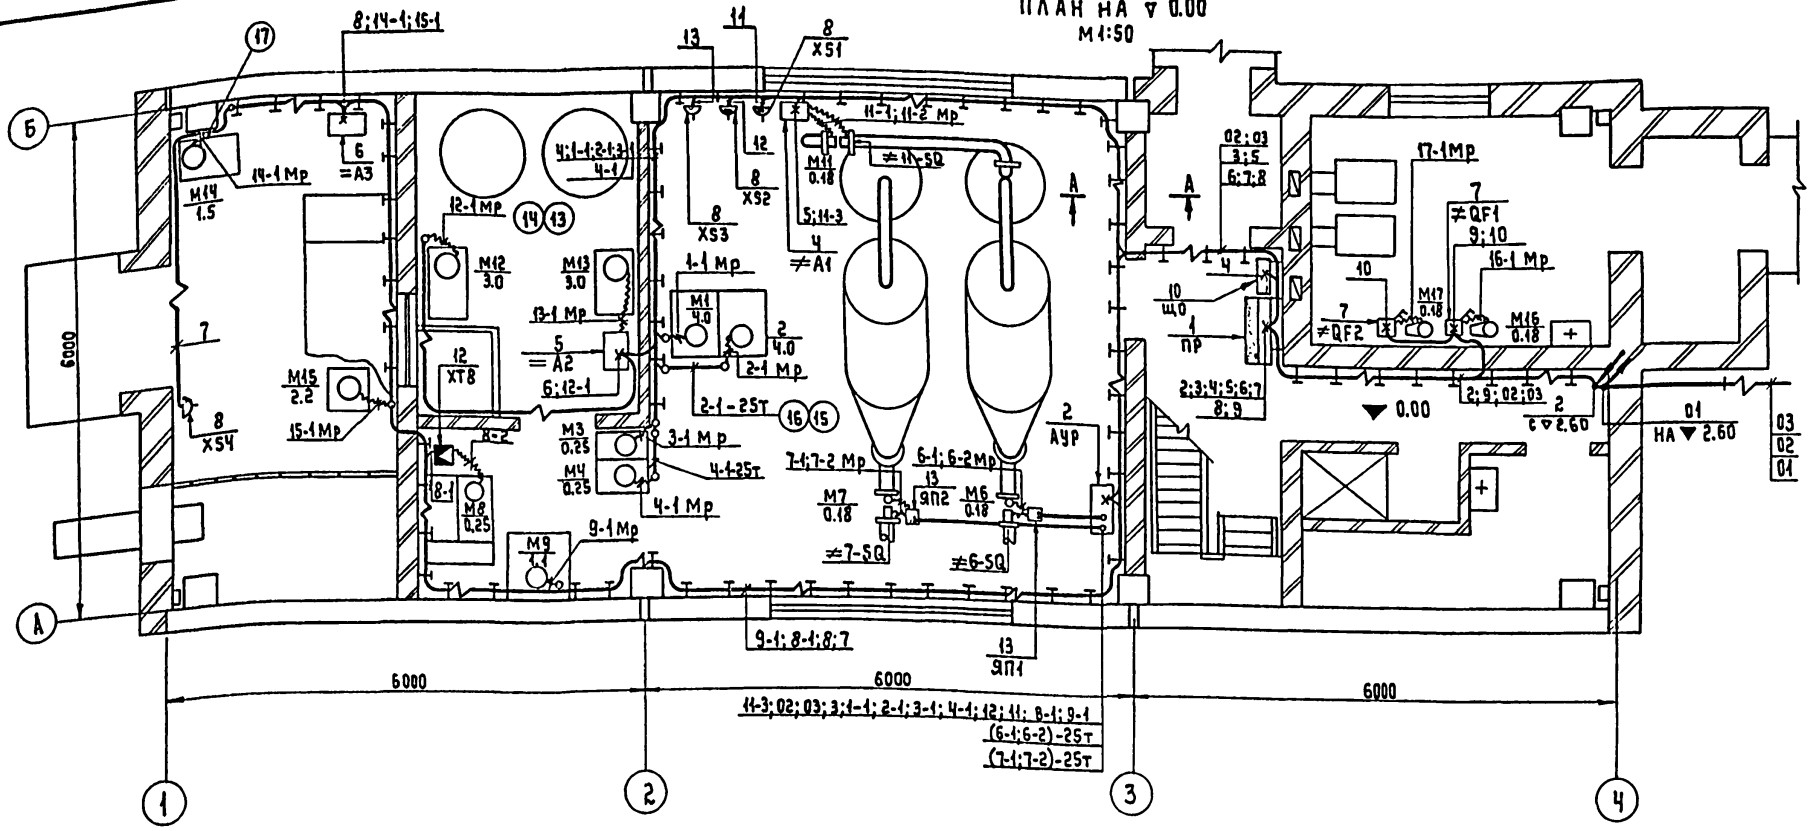 ПЛАН НА ▽ 0.00
М 1:50
17
8; 14-1; 15-1
13
11
8
XS1
Б
6
=А3
14-1 Мр
М14
1.5
4; 1-1; 2-1; 3-1
4-1
12
8
XS2
8
XS3
11-1; 11-2 Мр
М11
0.18
≠11-SQ
5; 11-3
4
≠А1
А
А
02; 03
3; 5
6; 7; 8
17-1 Мр
7
≠QF1
9; 10
16-1 Мр
12-1 Мр
14
13
М12
3.0
М13
3.0
13-1 Мр
1-1 Мр
М1
4.0
2
4.0
2-1 Мр
5
=А2
6; 12-1
2-1-25т
16
15
4
10
ЩО
1
ПР
10
7
≠QF2
М17
0.18
М16
0.18
6000
7
8
XS4
М15
2.2
15-1 Мр
12
XT8
8-2
8-1
М8
0.25
М3
0.25
М4
0.25
3-1 Мр
4-1-25т
4-1 Мр
9-1 Мр
М9
1.1
7-1; 7-2 Мр
М7
0.18
≠7-SQ
13
ЯП2
6-1; 6-2 Мр
М6
0.18
≠6-SQ
2
АУР
2; 3; 4; 5; 6; 7
8; 9
0.00
2; 9; 02; 03
2
с ▽ 2.60
01
НА ▼ 2.60
03
02
01
А
9-1; 8-1; 8; 7
13
ЯП1
6000
6000
6000
11-3; 02; 03; 3; 1-1; 2-1; 3-1; 4-1; 12; 11; 8-1; 9-1
(6-1; 6-2)-25т
(7-1; 7-2)-25т
1
2
3
4